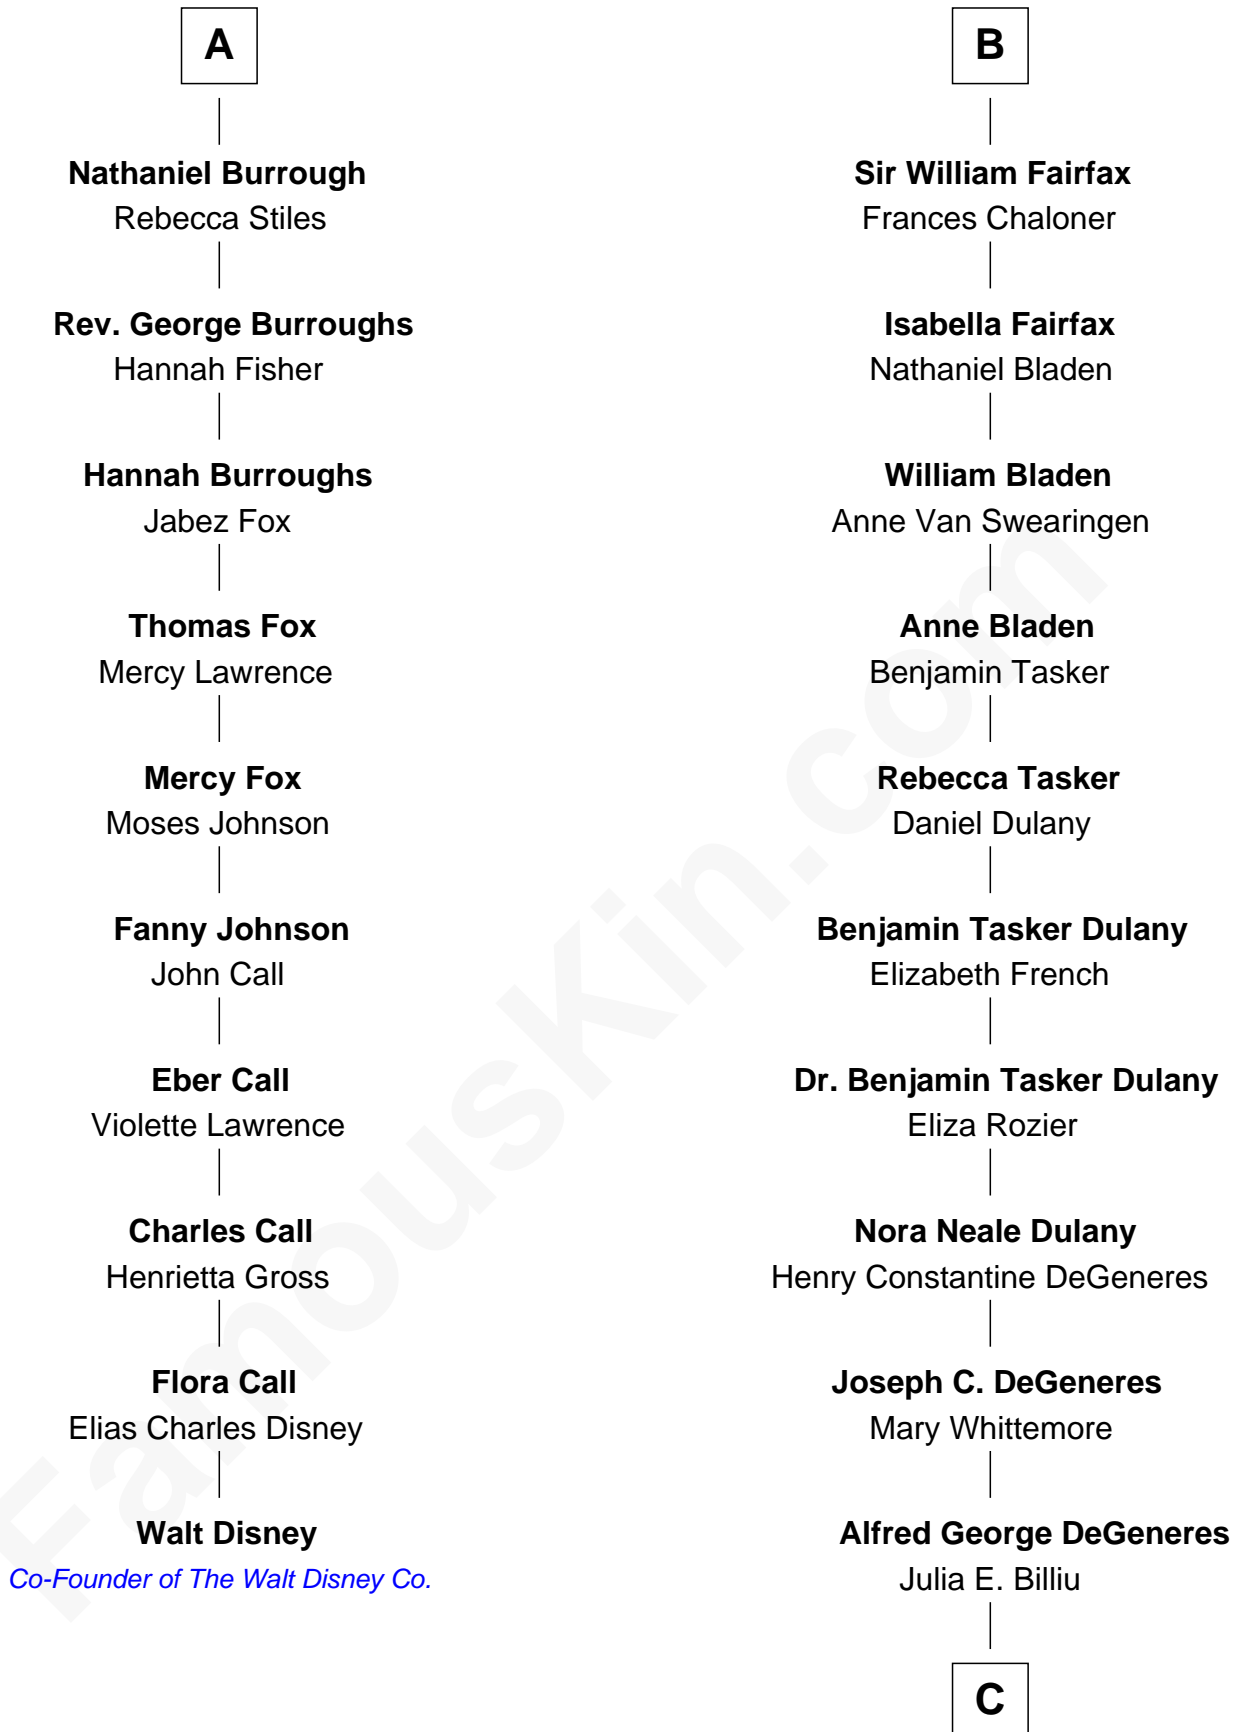 A
Nathaniel Burrough
Rebecca Stiles
Rev. George Burroughs
Hannah Fisher
Hannah Burroughs
Jabez Fox
Thomas Fox
Mercy Lawrence
Mercy Fox
Moses Johnson
Fanny Johnson
John Call
Eber Call
Violette Lawrence
Charles Call
Henrietta Gross
Flora Call
Elias Charles Disney
Walt Disney
Co-Founder of The Walt Disney Co.
B
Sir William Fairfax
Frances Chaloner
Isabella Fairfax
Nathaniel Bladen
William Bladen
Anne Van Swearingen
Anne Bladen
Benjamin Tasker
Rebecca Tasker
Daniel Dulany
Benjamin Tasker Dulany
Elizabeth French
Dr. Benjamin Tasker Dulany
Eliza Rozier
Nora Neale Dulany
Henry Constantine DeGeneres
Joseph C. DeGeneres
Mary Whittemore
Alfred George DeGeneres
Julia E. Billiu
C
FamousKin.com